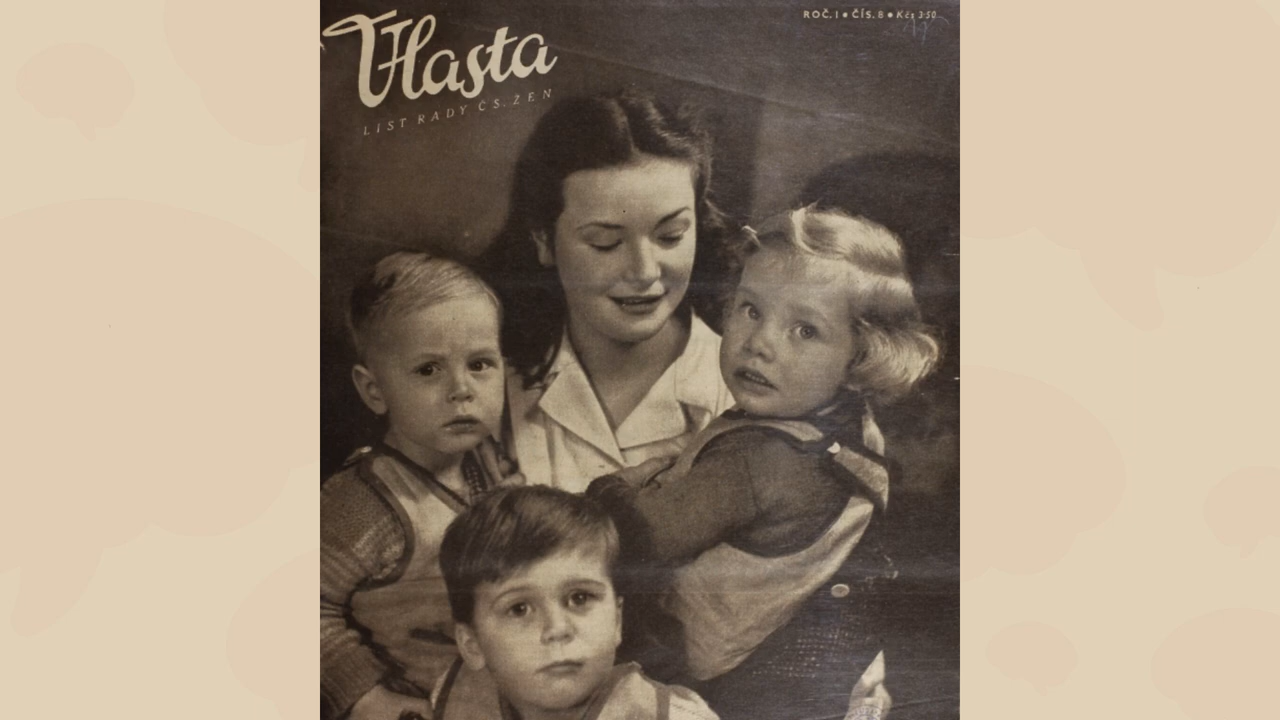 Vlasta
LIST RADY ČS. ŽEN
ROČ. I • ČÍS. 8 • Kčs 3·50